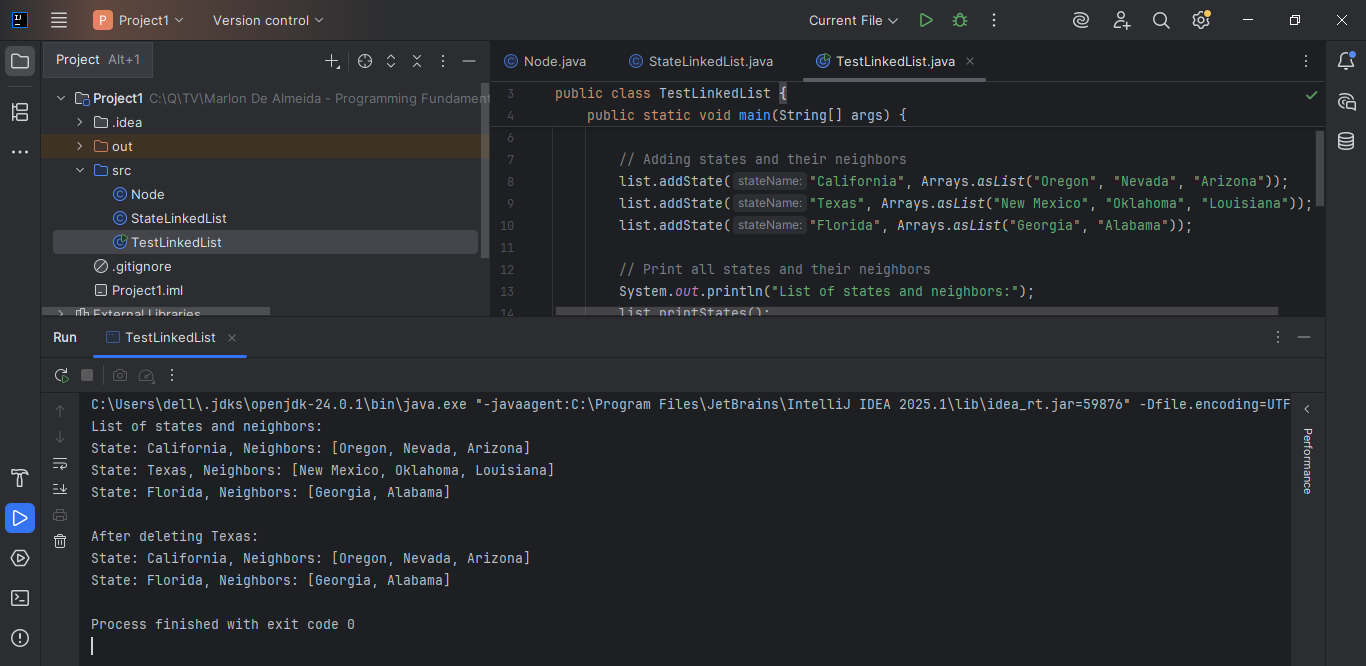 P Project1 Version control Current File
Project Alt+1
Project1 C:\Q\TV\Marlon De Almeida - Programming Fundament
.idea
out
src
Node
StateLinkedList
TestLinkedList
.gitignore
Project1.iml
External Libraries
Node.java StateLinkedList.java TestLinkedList.java
3 public class TestLinkedList {
4 public static void main(String[] args) {
6
7 // Adding states and their neighbors
8 list.addState( stateName: "California", Arrays.asList("Oregon", "Nevada", "Arizona"));
9 list.addState( stateName: "Texas", Arrays.asList("New Mexico", "Oklahoma", "Louisiana"));
10 list.addState( stateName: "Florida", Arrays.asList("Georgia", "Alabama"));
11
12 // Print all states and their neighbors
13 System.out.println("List of states and neighbors:");
14 list.printStates();
Run TestLinkedList
C:\Users\dell\.jdks\openjdk-24.0.1\bin\java.exe "-javaagent:C:\Program Files\JetBrains\IntelliJ IDEA 2025.1\lib\idea_rt.jar=59876" -Dfile.encoding=UTF
List of states and neighbors:
State: California, Neighbors: [Oregon, Nevada, Arizona]
State: Texas, Neighbors: [New Mexico, Oklahoma, Louisiana]
State: Florida, Neighbors: [Georgia, Alabama]
After deleting Texas:
State: California, Neighbors: [Oregon, Nevada, Arizona]
State: Florida, Neighbors: [Georgia, Alabama]
Process finished with exit code 0
Performance